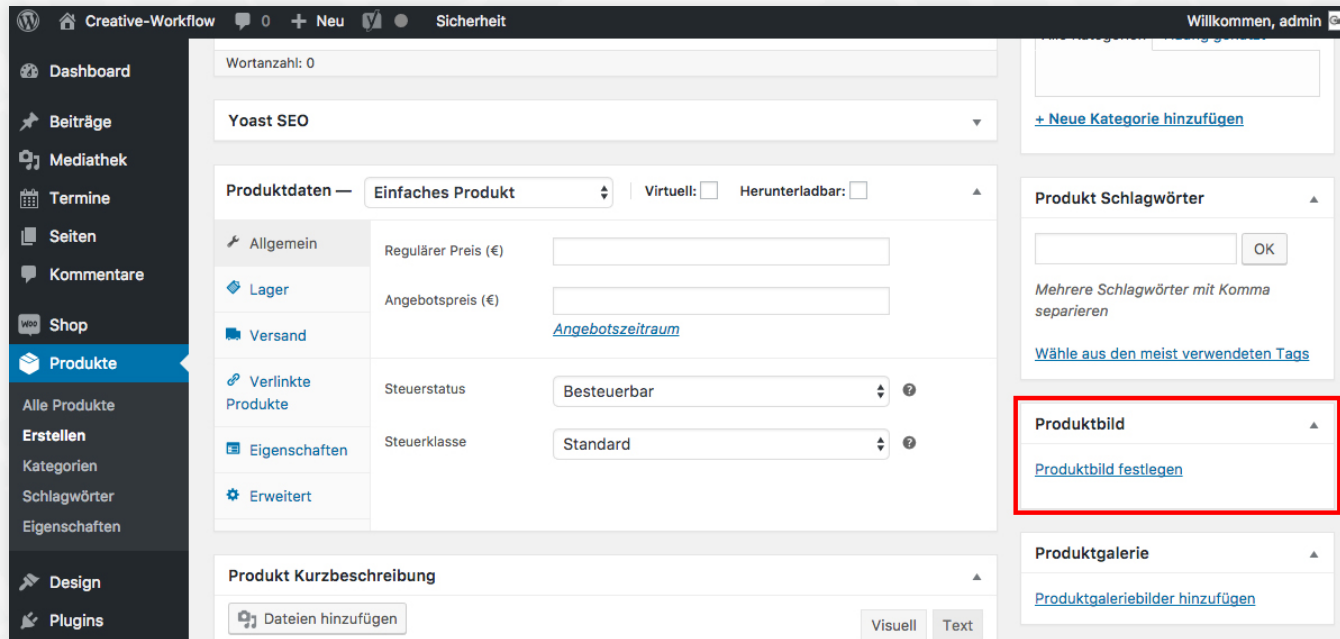 Creative-Workflow 0 + Neu Sicherheit Willkommen, admin
Dashboard
Beiträge
Mediathek
Termine
Seiten
Kommentare
WOO Shop
Produkte
Alle Produkte
Erstellen
Kategorien
Schlagwörter
Eigenschaften
Design
Plugins
Wortanzahl: 0
Yoast SEO
Produktdaten — Einfaches Produkt Virtuell: Herunterladbar:
Allgemein
Lager
Versand
Verlinkte
Produkte
Eigenschaften
Erweitert
Regulärer Preis (€)
Angebotspreis (€)
Angebotszeitraum
Steuerstatus Besteuerbar
Steuerklasse Standard
Produkt Kurzbeschreibung
Dateien hinzufügen
Visuell Text
+ Neue Kategorie hinzufügen
Produkt Schlagwörter
OK
Mehrere Schlagwörter mit Komma
separieren
Wähle aus den meist verwendeten Tags
Produktbild
Produktbild festlegen
Produktgalerie
Produktgaleriebilder hinzufügen